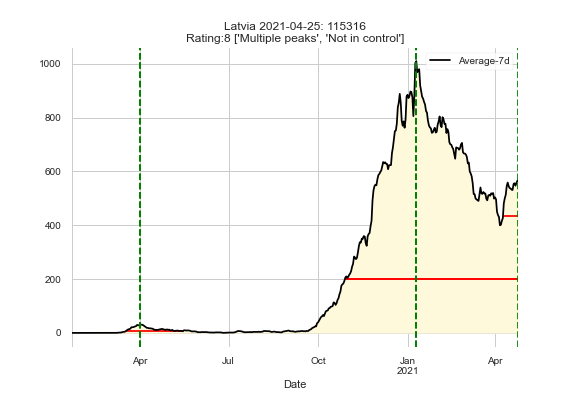 Latvia 2021-04-25: 115316
Rating:8 ['Multiple peaks', 'Not in control']
Average-7d
1000
800
600
400
200
0
Apr
Jul
Oct
Jan
2021
Apr
Date